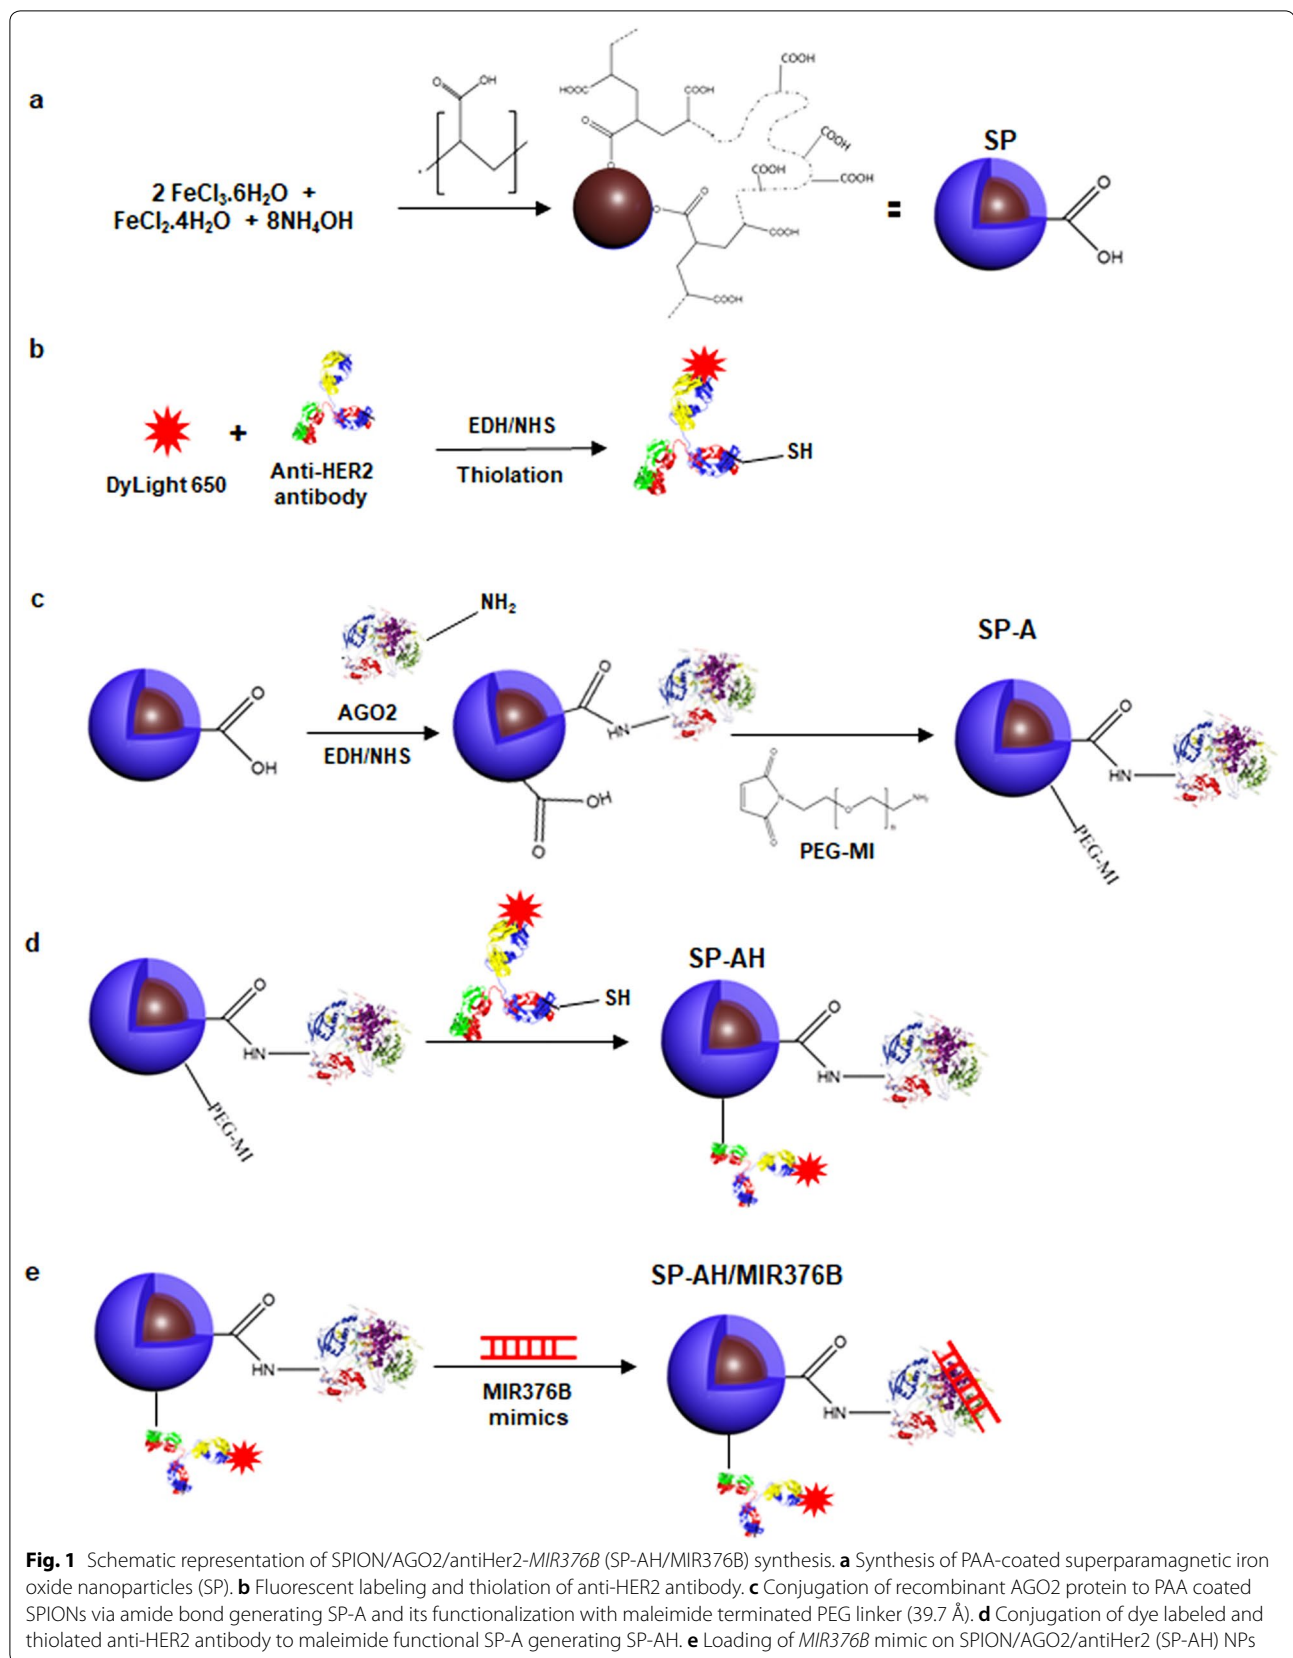 a
O
OH
2 FeCl3.6H2O +
FeCl2.4H2O + 8NH4OH
HOOC
COOH
COOH
COOH
COOH
COOH
COOH
COOH
O
O
O
O
=
SP
O
OH
b
DyLight 650
+
Anti-HER2
antibody
EDH/NHS
Thiolation
SH
c
O
OH
NH2
AGO2
EDH/NHS
O
HN
OH
O
O
N
O
O
NH2
n
PEG-MI
SP-A
O
HN
PEG-MI
d
O
HN
PEG-MI
SH
SP-AH
O
HN
e
O
HN
MIR376B
mimics
SP-AH/MIR376B
O
HN
Fig. 1 Schematic representation of SPION/AGO2/antiHer2-MIR376B (SP-AH/MIR376B) synthesis. a Synthesis of PAA-coated superparamagnetic iron
oxide nanoparticles (SP). b Fluorescent labeling and thiolation of anti-HER2 antibody. c Conjugation of recombinant AGO2 protein to PAA coated
SPIONs via amide bond generating SP-A and its functionalization with maleimide terminated PEG linker (39.7 Å). d Conjugation of dye labeled and
thiolated anti-HER2 antibody to maleimide functional SP-A generating SP-AH. e Loading of MIR376B mimic on SPION/AGO2/antiHer2 (SP-AH) NPs